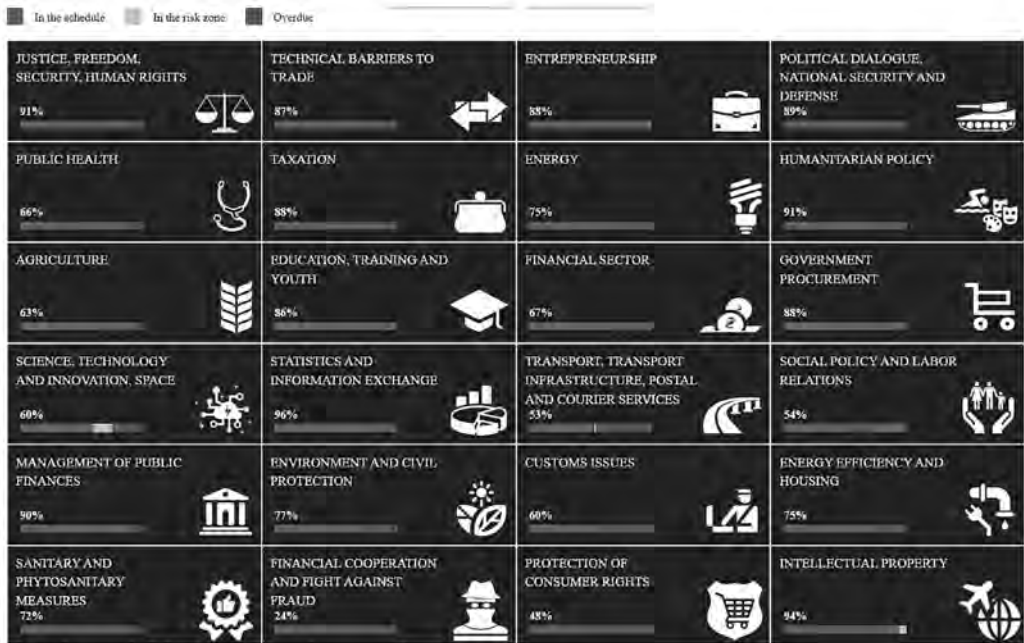 In the schedule In the risk zone Overdue
JUSTICE, FREEDOM,
SECURITY, HUMAN RIGHTS
91%
TECHNICAL BARRIERS TO
TRADE
87%
ENTREPRENEURSHIP
88%
POLITICAL DIALOGUE,
NATIONAL SECURITY AND
DEFENSE
89%
PUBLIC HEALTH
66%
TAXATION
88%
ENERGY
75%
HUMANITARIAN POLICY
91%
AGRICULTURE
63%
EDUCATION, TRAINING AND
YOUTH
86%
FINANCIAL SECTOR
67%
GOVERNMENT
PROCUREMENT
88%
SCIENCE, TECHNOLOGY
AND INNOVATION, SPACE
60%
STATISTICS AND
INFORMATION EXCHANGE
96%
TRANSPORT, TRANSPORT
INFRASTRUCTURE, POSTAL
AND COURIER SERVICES
53%
SOCIAL POLICY AND LABOR
RELATIONS
54%
MANAGEMENT OF PUBLIC
FINANCES
90%
ENVIRONMENT AND CIVIL
PROTECTION
77%
CUSTOMS ISSUES
60%
ENERGY EFFICIENCY AND
HOUSING
75%
SANITARY AND
PHYTOSANITARY
MEASURES
72%
FINANCIAL COOPERATION
AND FIGHT AGAINST
FRAUD
24%
PROTECTION OF
CONSUMER RIGHTS
48%
INTELLECTUAL PROPERTY
94%